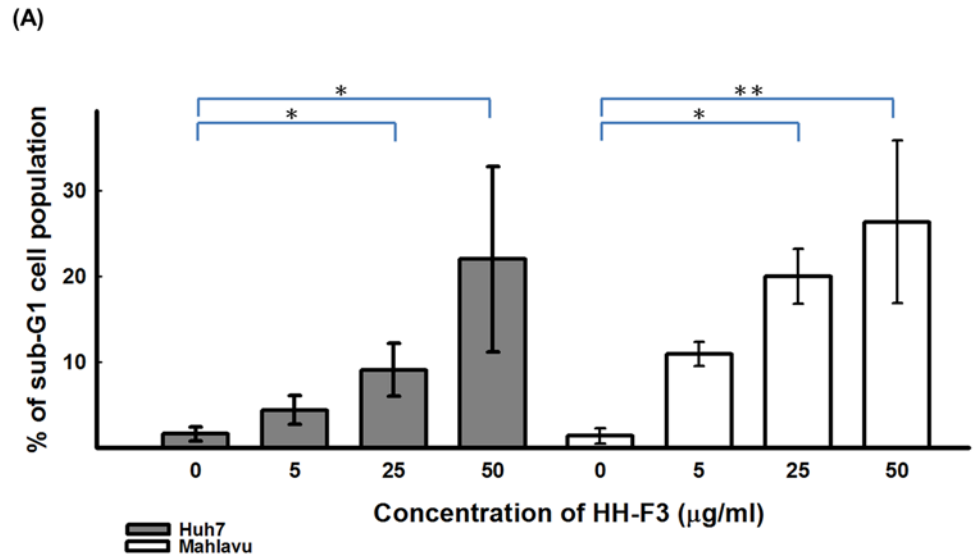 (A)
* **
* *
% of sub-G1 cell population
30
20
10
0 5 25 50 0 5 25 50
Concentration of HH-F3 (μg/ml)
Huh7
Mahlavu